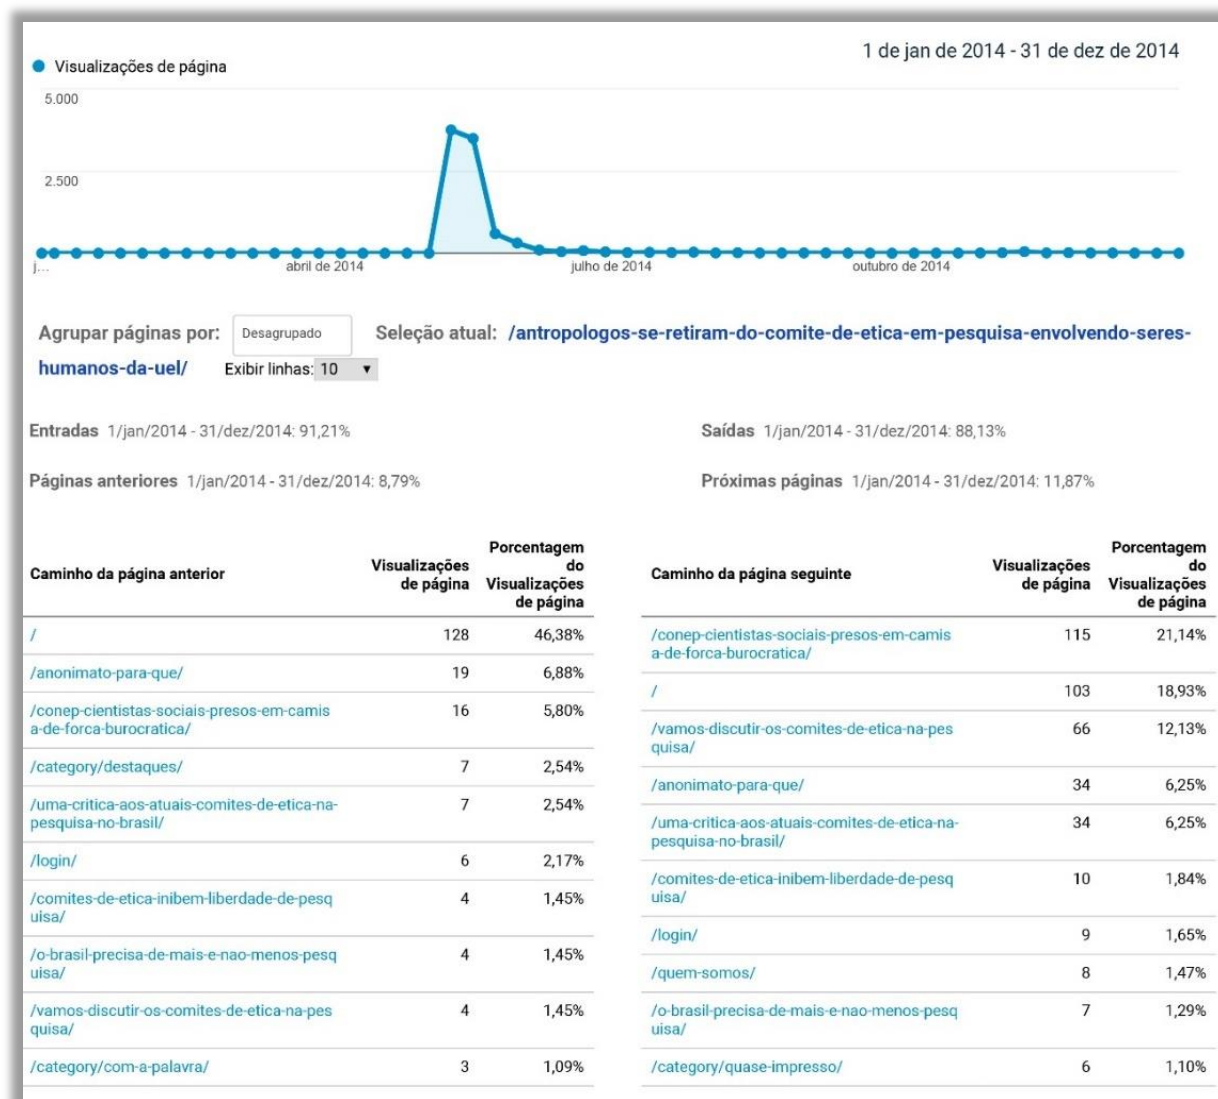 1 de jan de 2014 - 31 de dez de 2014
Visualizações de página
5.000
2.500
j...
abril de 2014
julho de 2014
outubro de 2014
Agrupar páginas por: Desagrupado Seleção atual: /antropologos-se-retiram-do-comite-de-etica-em-pesquisa-envolvendo-seres-
humanos-da-uel/ Exibir linhas: 10
Entradas 1/jan/2014 - 31/dez/2014: 91,21%
Saídas 1/jan/2014 - 31/dez/2014: 88,13%
Páginas anteriores 1/jan/2014 - 31/dez/2014: 8,79%
Próximas páginas 1/jan/2014 - 31/dez/2014: 11,87%
Caminho da página anterior
Visualizações
de página
Porcentagem
do
Visualizações
de página
/ 128 46,38%
/anonimato-para-que/ 19 6,88%
/conep-cientistas-sociais-presos-em-camis 16 5,80%
a-de-forca-burocratica/
/category/destaques/ 7 2,54%
/uma-critica-aos-atuais-comites-de-etica-na- 7 2,54%
pesquisa-no-brasil/
/login/ 6 2,17%
/comites-de-etica-inibem-liberdade-de-pesq 4 1,45%
uisa/
/o-brasil-precisa-de-mais-e-nao-menos-pesq 4 1,45%
uisa/
/vamos-discutir-os-comites-de-etica-na-pes 4 1,45%
quisa/
/category/com-a-palavra/ 3 1,09%
Caminho da página seguinte
Visualizações
de página
Porcentagem
do
Visualizações
de página
/conep-cientistas-sociais-presos-em-camis 115 21,14%
a-de-forca-burocratica/
/ 103 18,93%
/vamos-discutir-os-comites-de-etica-na-pes 66 12,13%
quisa/
/anonimato-para-que/ 34 6,25%
/uma-critica-aos-atuais-comites-de-etica-na- 34 6,25%
pesquisa-no-brasil/
/comites-de-etica-inibem-liberdade-de-pesq 10 1,84%
uisa/
/login/ 9 1,65%
/quem-somos/ 8 1,47%
/o-brasil-precisa-de-mais-e-nao-menos-pesq 7 1,29%
uisa/
/category/quase-impresso/ 6 1,10%